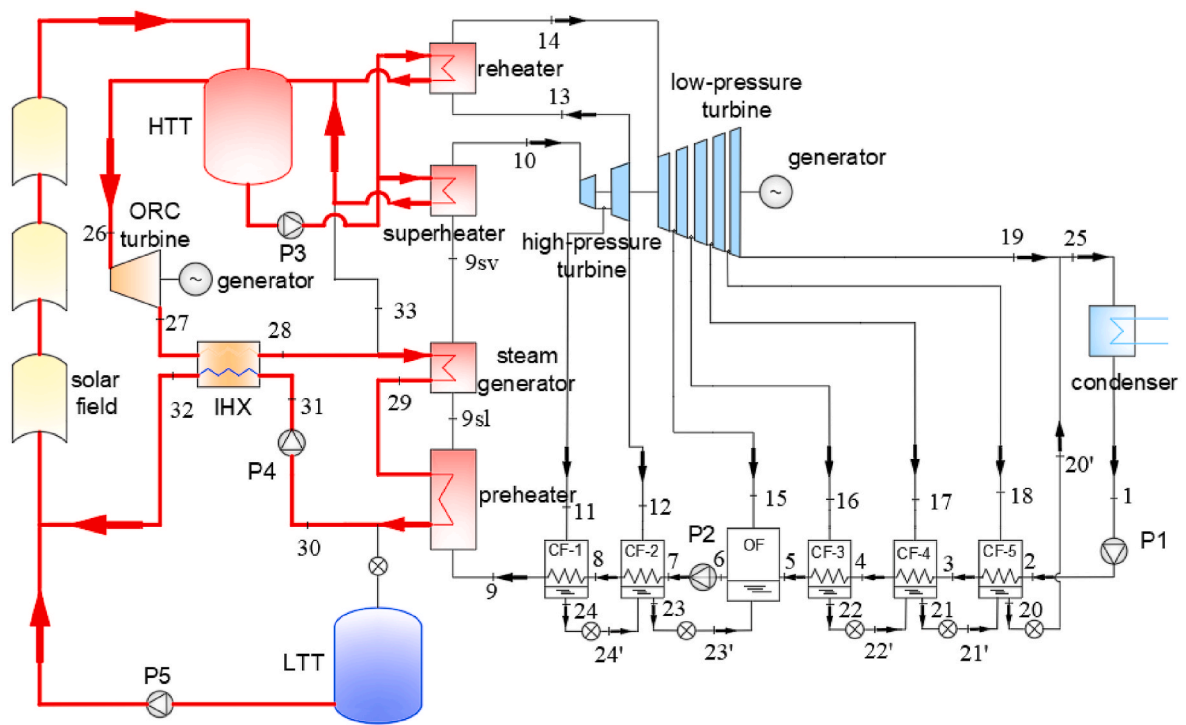 14
reheater
low-pressure
turbine
HTT
13
10
generator
~
26
ORC
turbine
P3
superheater
high-pressure
turbine
19
25
~
generator
9sv
27
33
28
steam
generator
condenser
solar
field
32
IHX
31
29
9sl
P4
preheater
20'
15
16
17
18
1
11
12
30
P2
OF
P1
CF-1
CF-2
CF-3
CF-4
CF-5
9
8
7
6
5
4
3
2
24
23
22
21
20
24'
23'
22'
21'
LTT
P5